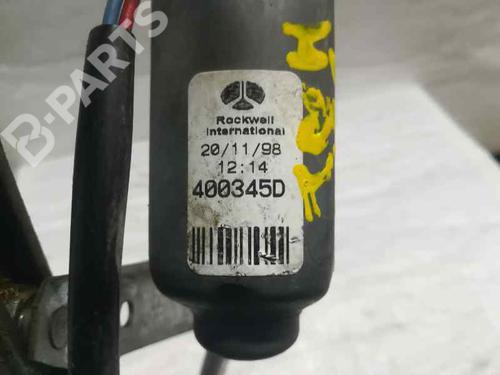 B-PARTS
Rockwell
International
20/11/98
12:14
400345D